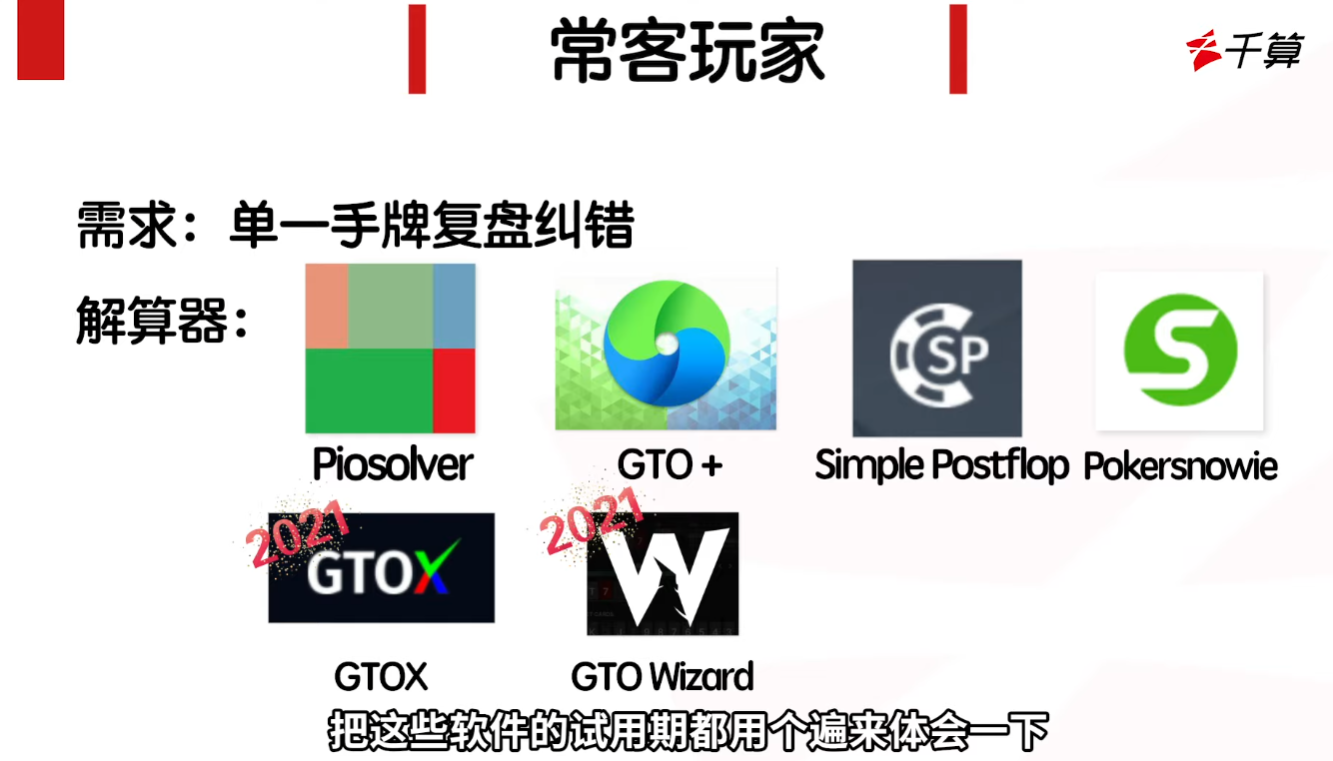 常客玩家
千算
需求：单一手牌复盘纠错
解算器：
SP
S
Piosolver
GTO +
Simple Postflop
Pokersnowie
2021
GTOX
2021
W
GTOX
GTO Wizard
把这些软件的试用期都用个遍来体会一下